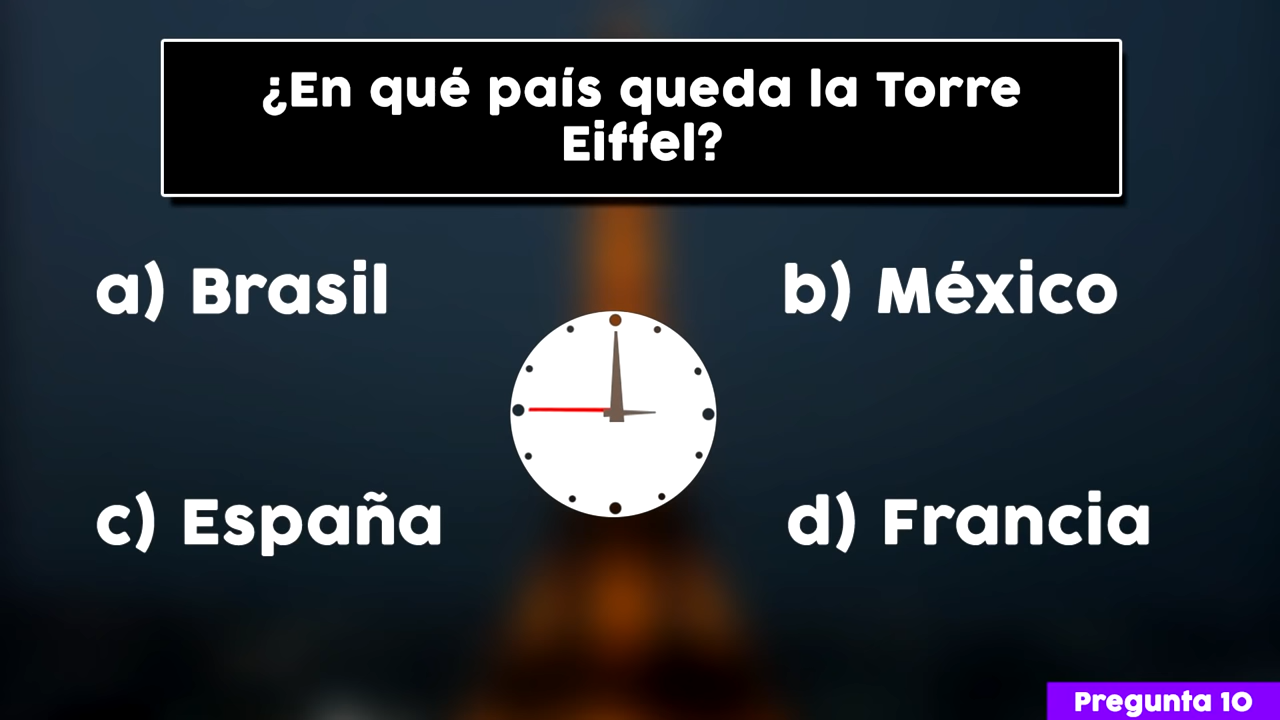 ¿En qué país queda la Torre
Eiffel?
a) Brasil
b) México
c) España
d) Francia
Pregunta 10